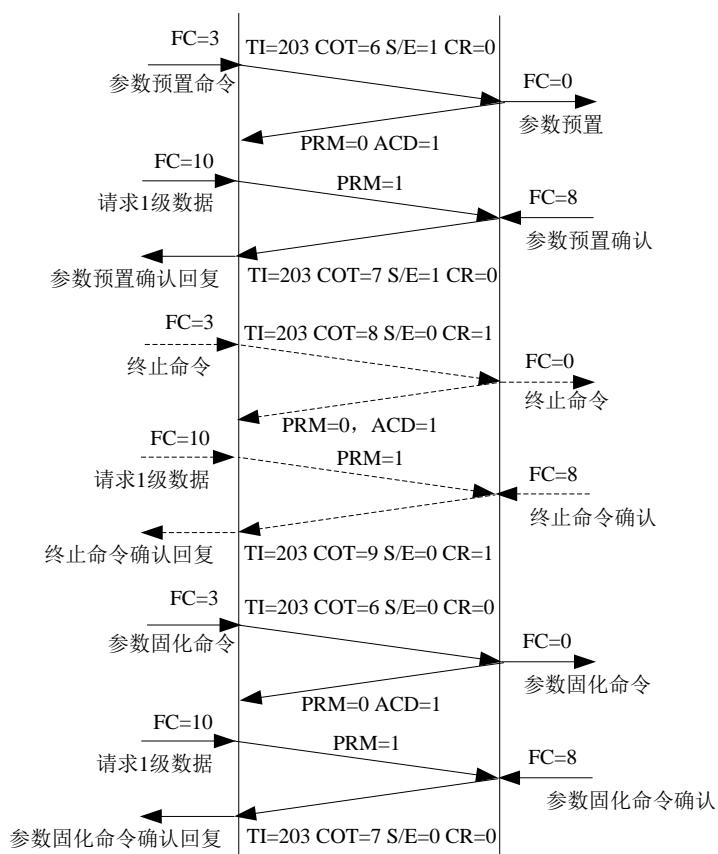 FC=3
TI=203 COT=6 S/E=1 CR=0
参数预置命令
FC=0
参数预置
PRM=0 ACD=1
FC=10
PRM=1
请求1级数据
FC=8
参数预置确认
参数预置确认回复
TI=203 COT=7 S/E=1 CR=0
FC=3
TI=203 COT=8 S/E=0 CR=1
终止命令
FC=0
终止命令
PRM=0，ACD=1
FC=10
PRM=1
请求1级数据
FC=8
终止命令确认
终止命令确认回复
TI=203 COT=9 S/E=0 CR=1
FC=3
TI=203 COT=6 S/E=0 CR=0
参数固化命令
FC=0
参数固化命令
PRM=0 ACD=1
FC=10
PRM=1
请求1级数据
FC=8
参数固化命令确认
参数固化命令确认回复
TI=203 COT=7 S/E=0 CR=0